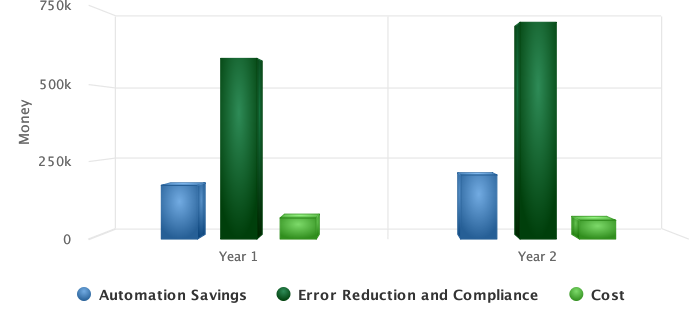 750k
500k
250k
0
Money
Year 1
Year 2
Automation Savings
Error Reduction and Compliance
Cost